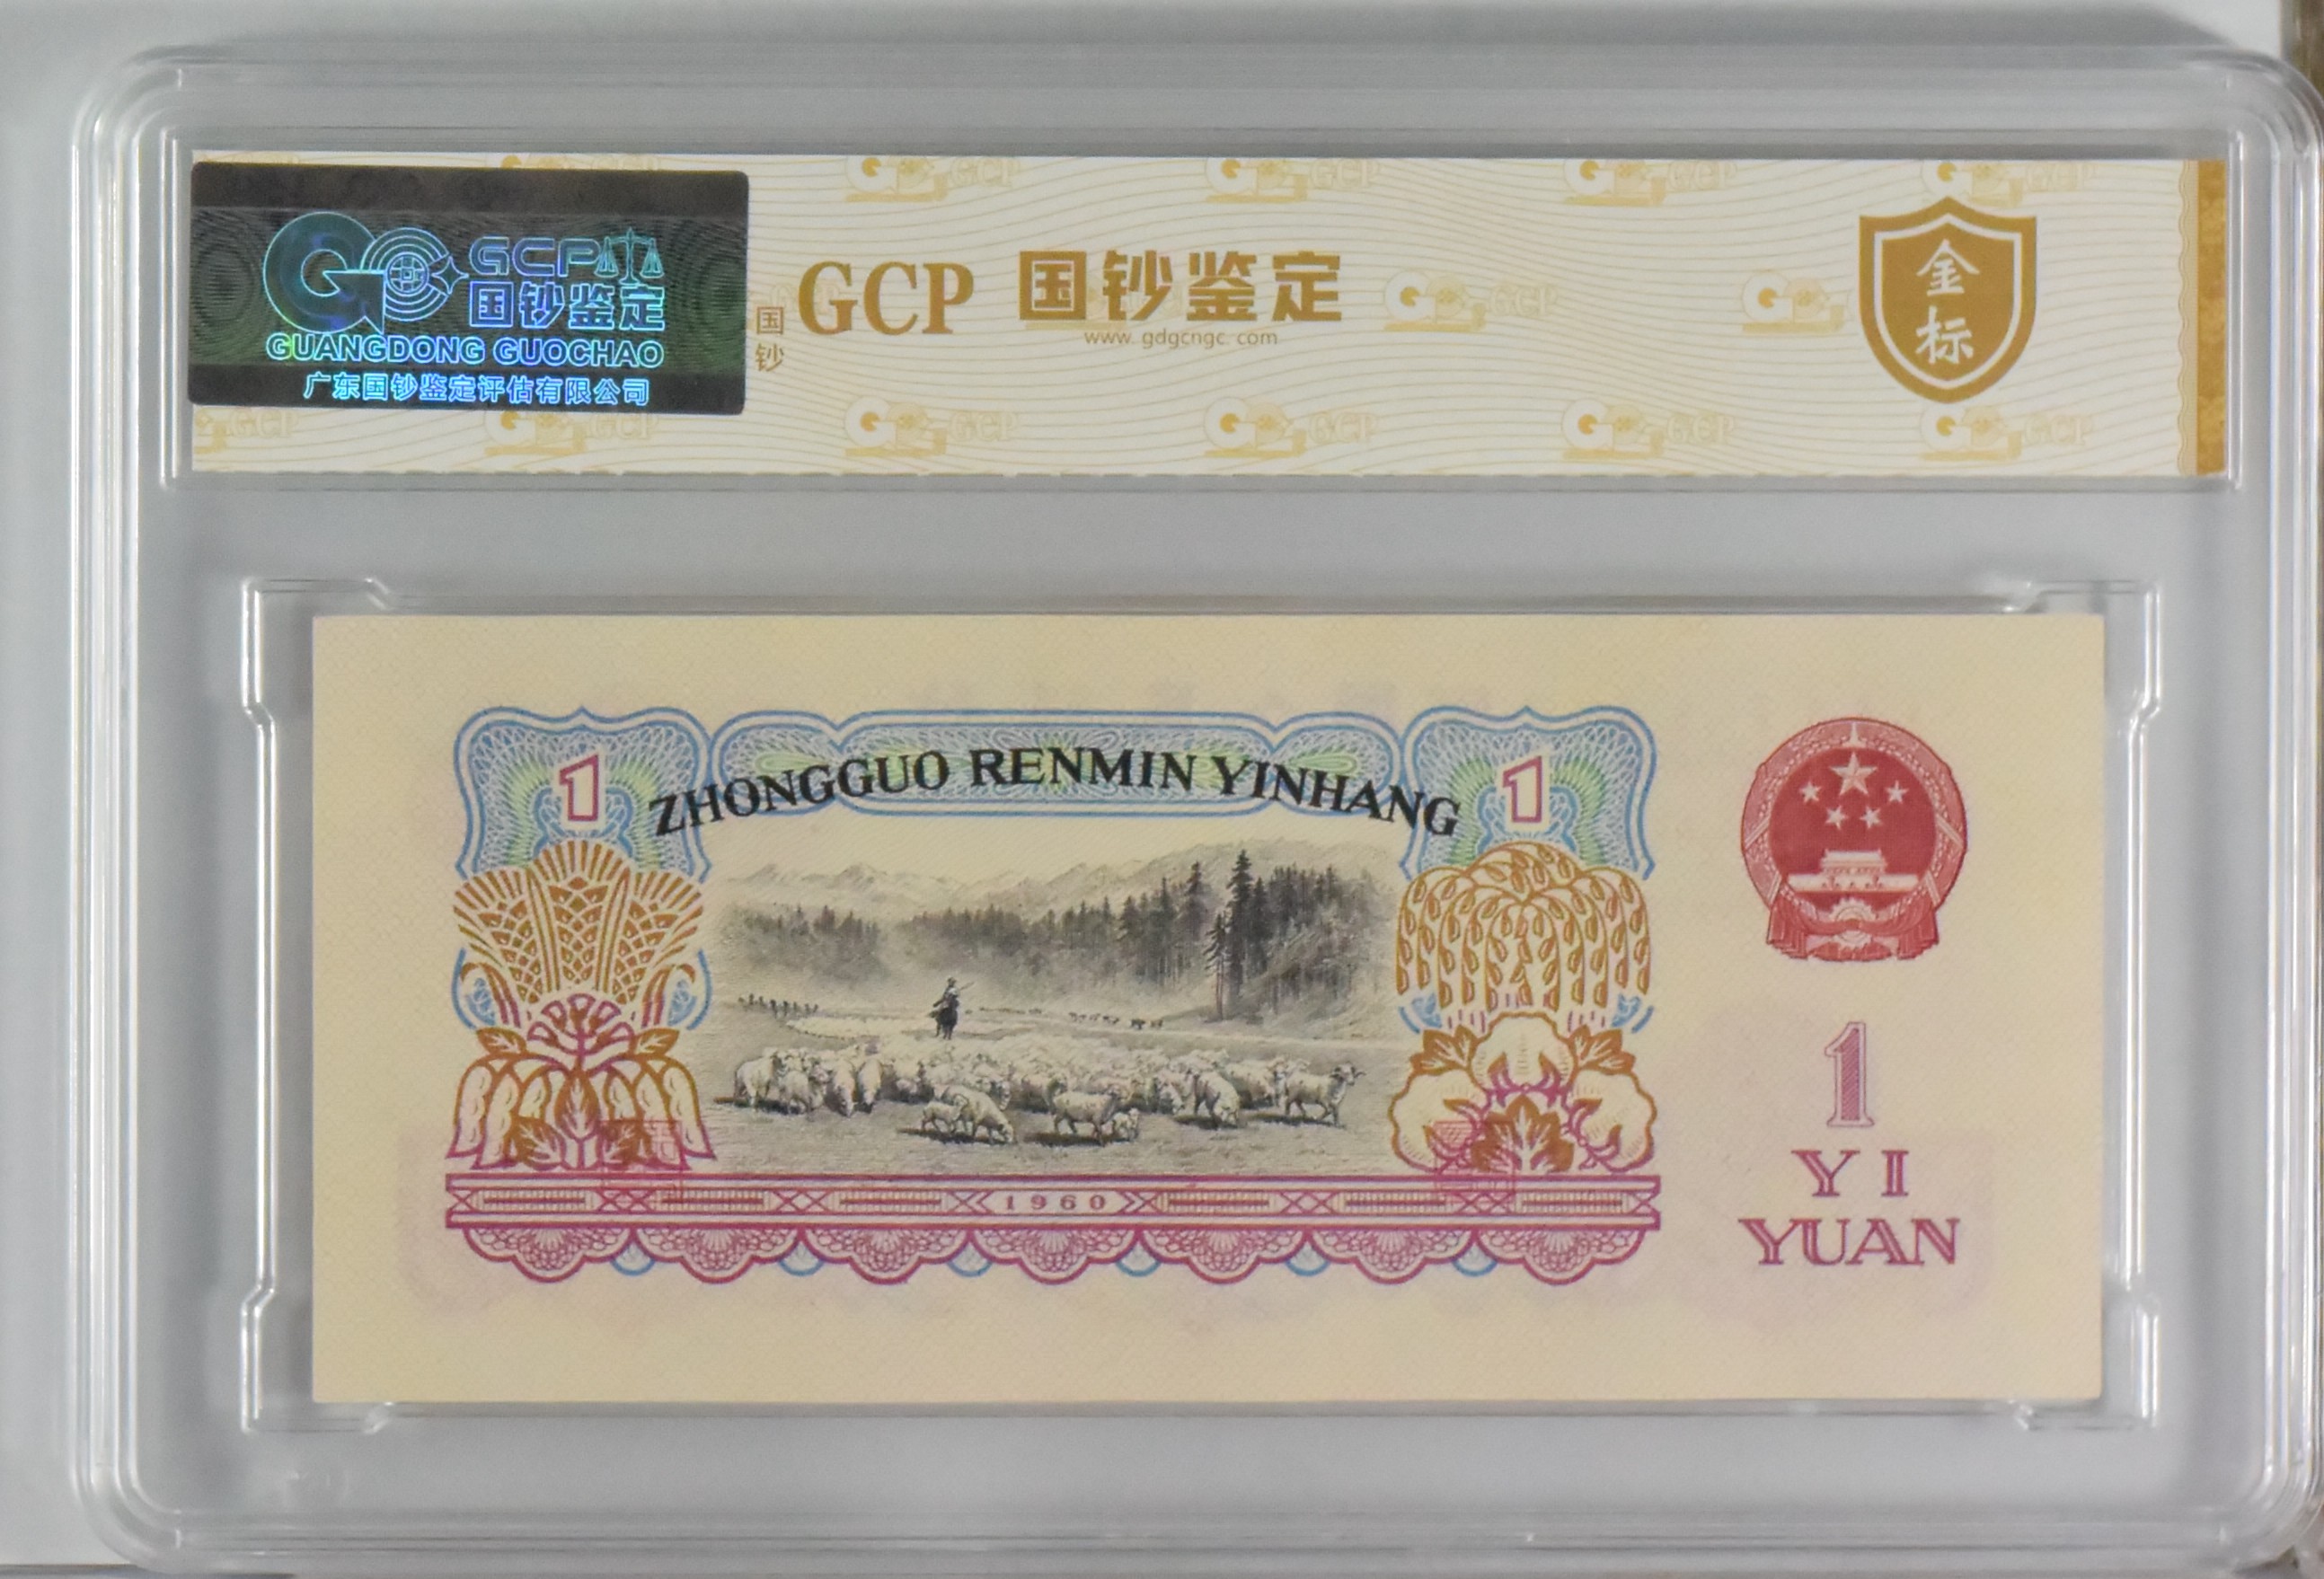 GCP
国钞鉴定
GUANGDONG GUOCHAO
广东国钞鉴定评估有限公司
国钞
GCP 国钞鉴定
www.gdgcngc.com
金标
1
ZHONGGUO RENMIN YINHANG
1
1960
1
YI
YUAN